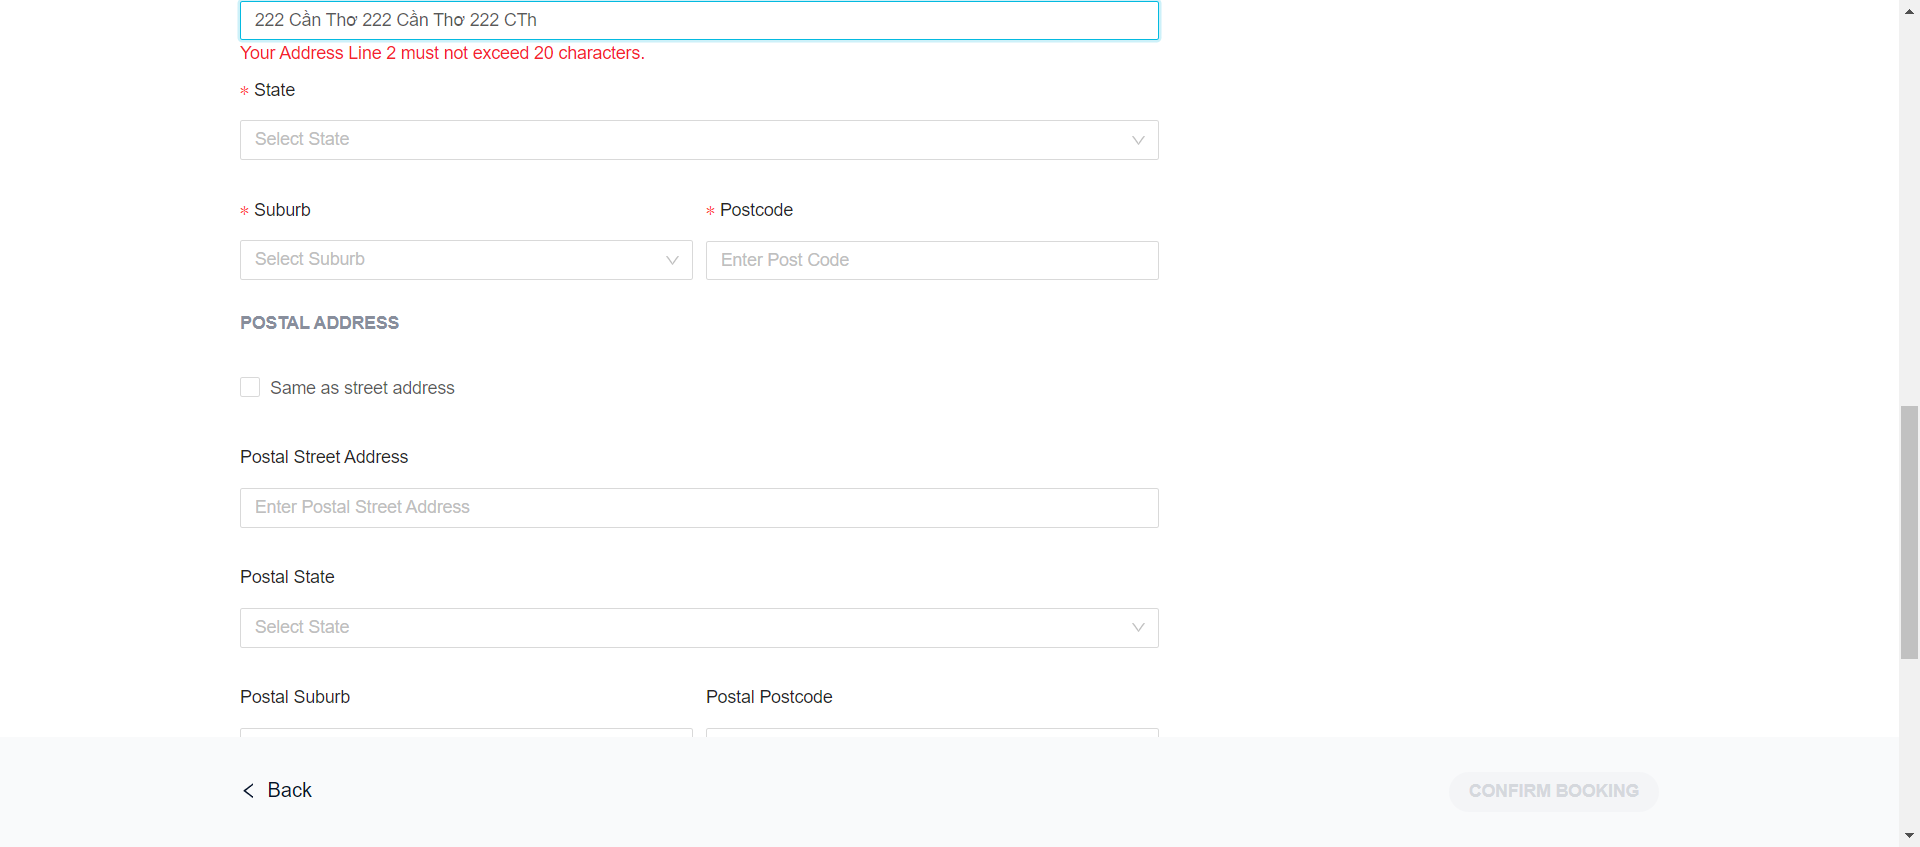 222 Cần Thơ 222 Cần Thơ 222 CTh
Your Address Line 2 must not exceed 20 characters.
* State
Select State
* Suburb
* Postcode
Select Suburb
Enter Post Code
POSTAL ADDRESS
Same as street address
Postal Street Address
Enter Postal Street Address
Postal State
Select State
Postal Suburb
Postal Postcode
Back
CONFIRM BOOKING